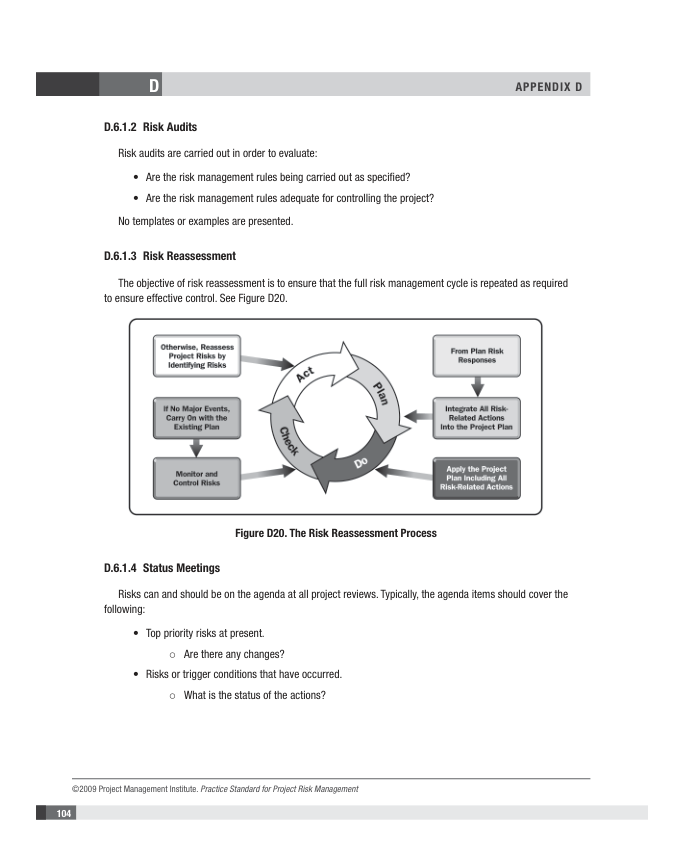 D
APPENDIX D
D.6.1.2 Risk Audits
Risk audits are carried out in order to evaluate:
• Are the risk management rules being carried out as specified?
• Are the risk management rules adequate for controlling the project?
No templates or examples are presented.
D.6.1.3 Risk Reassessment
The objective of risk reassessment is to ensure that the full risk management cycle is repeated as required
to ensure effective control. See Figure D20.
Otherwise, Reassess
Project Risks by
Identifying Risks
If No Major Events,
Carry On with the
Existing Plan
Monitor and
Control Risks
Act
Plan
Do
Check
From Plan Risk
Responses
Integrate All Risk-
Related Actions
Into the Project Plan
Apply the Project
Plan Including All
Risk-Related Actions
Figure D20. The Risk Reassessment Process
D.6.1.4 Status Meetings
Risks can and should be on the agenda at all project reviews. Typically, the agenda items should cover the
following:
• Top priority risks at present.
○ Are there any changes?
• Risks or trigger conditions that have occurred.
○ What is the status of the actions?
©2009 Project Management Institute. Practice Standard for Project Risk Management
104